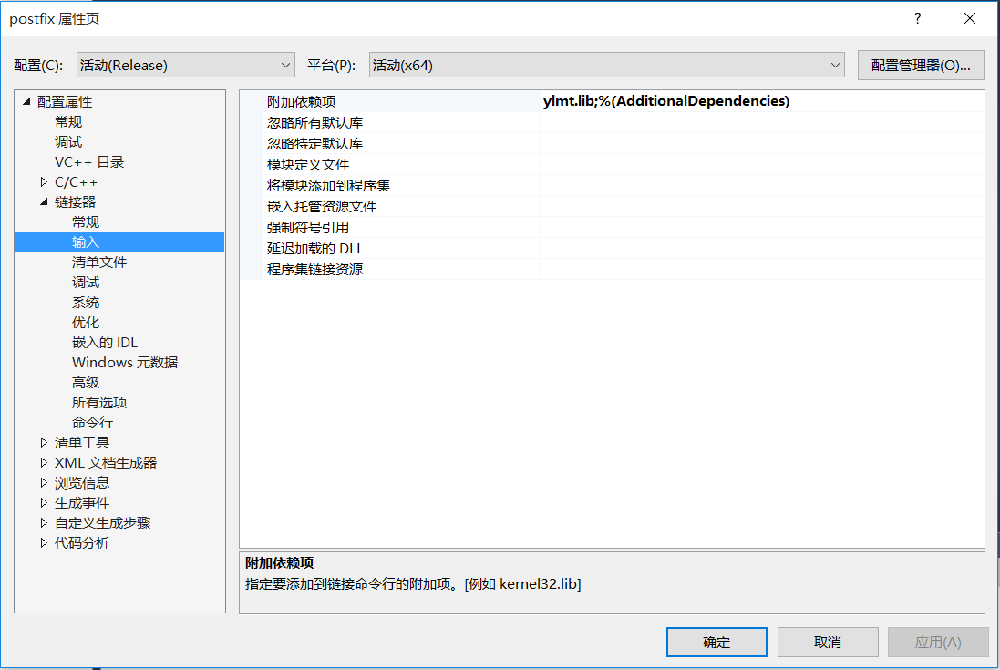 postfix 属性页
?
配置(C): 活动(Release) 平台(P): 活动(x64) 配置管理器(O)...
配置属性
常规
调试
VC++ 目录
C/C++
链接器
常规
输入
清单文件
调试
系统
优化
嵌入的 IDL
Windows 元数据
高级
所有选项
命令行
清单工具
XML 文档生成器
浏览信息
生成事件
自定义生成步骤
代码分析
附加依赖项 ylmt.lib;%(AdditionalDependencies)
忽略所有默认库
忽略特定默认库
模块定义文件
将模块添加到程序集
嵌入托管资源文件
强制符号引用
延迟加载的 DLL
程序集链接资源
附加依赖项
指定要添加到链接命令行的附加项。[例如 kernel32.lib]
确定 取消 应用(A)